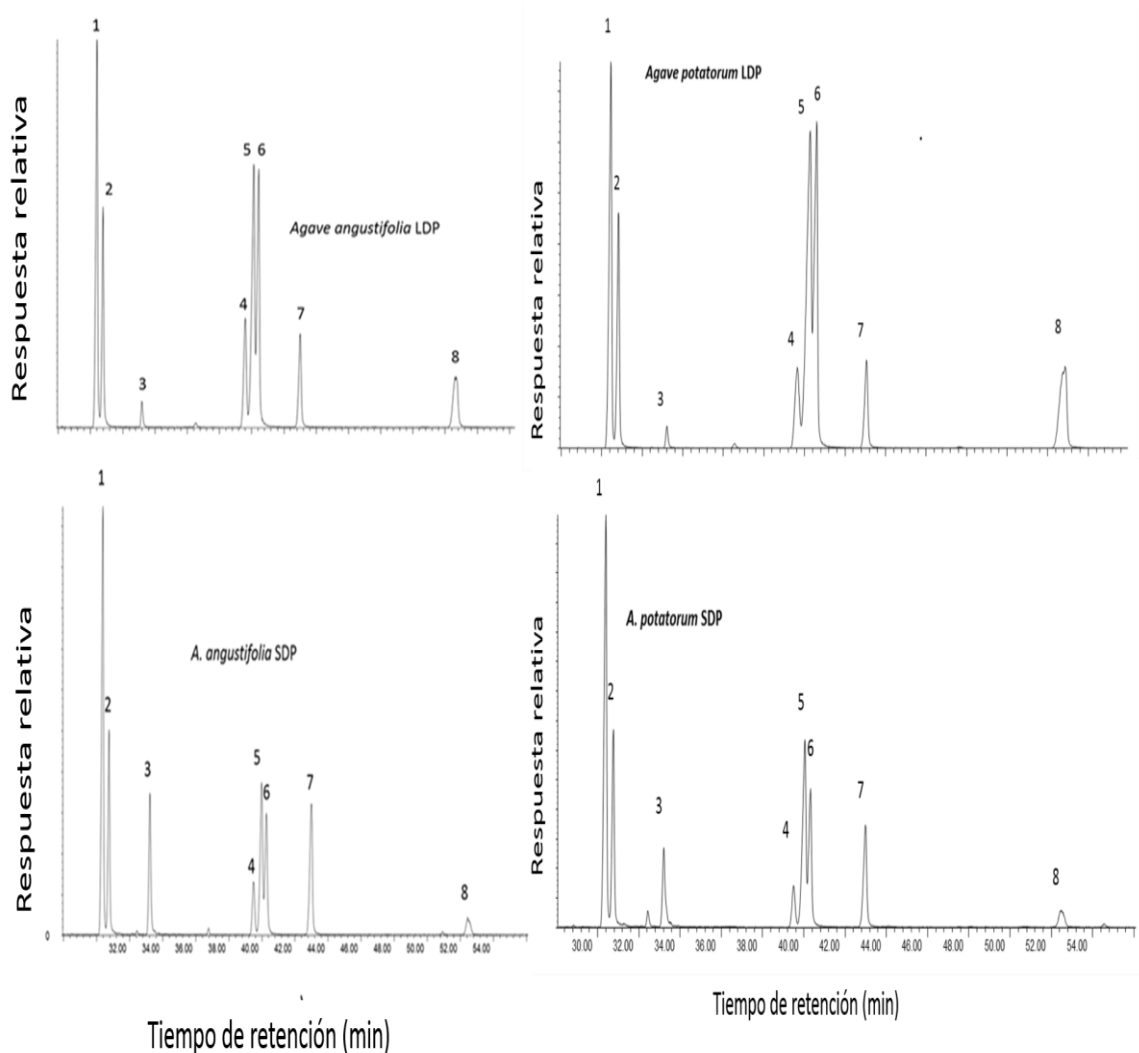 1
2
3
4
5
6
7
8
Agave angustifolia LDP
Respuesta relativa
1
2
3
4
5
6
7
8
Agave potatorum LDP
Respuesta relativa
1
2
3
4
5
6
7
8
A. angustifolia SDP
Respuesta relativa
0
32.00 34.00 36.00 38.00 40.00 42.00 44.00 46.00 48.00 50.00 52.00 54.00
Tiempo de retención (min)
1
2
3
4
5
6
7
8
A. potatorum SDP
Respuesta relativa
30.00 32.00 34.00 36.00 38.00 40.00 42.00 44.00 46.00 48.00 50.00 52.00 54.00
Tiempo de retención (min)